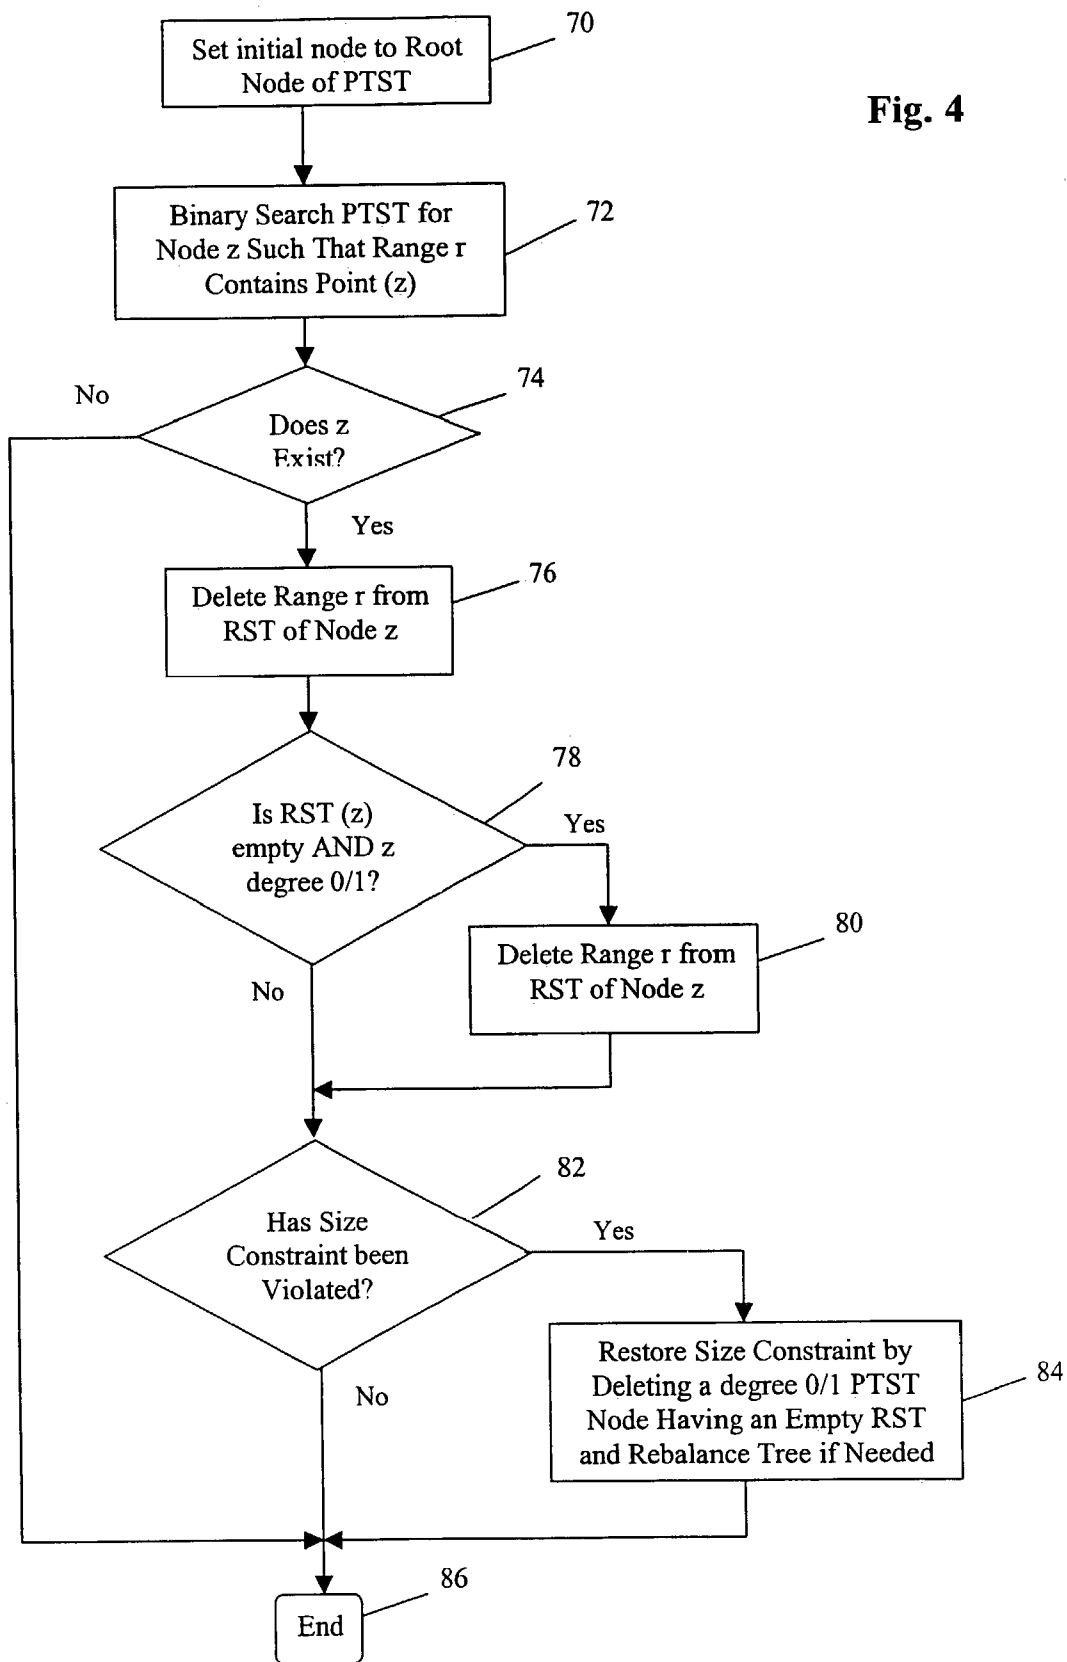 Set initial node to Root
Node of PTST
70
Fig. 4
Binary Search PTST for
Node z Such That Range r
Contains Point (z)
72
No
74
Does z
Exist?
Yes
76
Delete Range r from
RST of Node z
78
Is RST (z)
empty AND z
degree 0/1?
Yes
80
Delete Range r from
RST of Node z
No
82
Has Size
Constraint been
Violated?
Yes
Restore Size Constraint by
Deleting a degree 0/1 PTST
Node Having an Empty RST
and Rebalance Tree if Needed
84
No
86
End